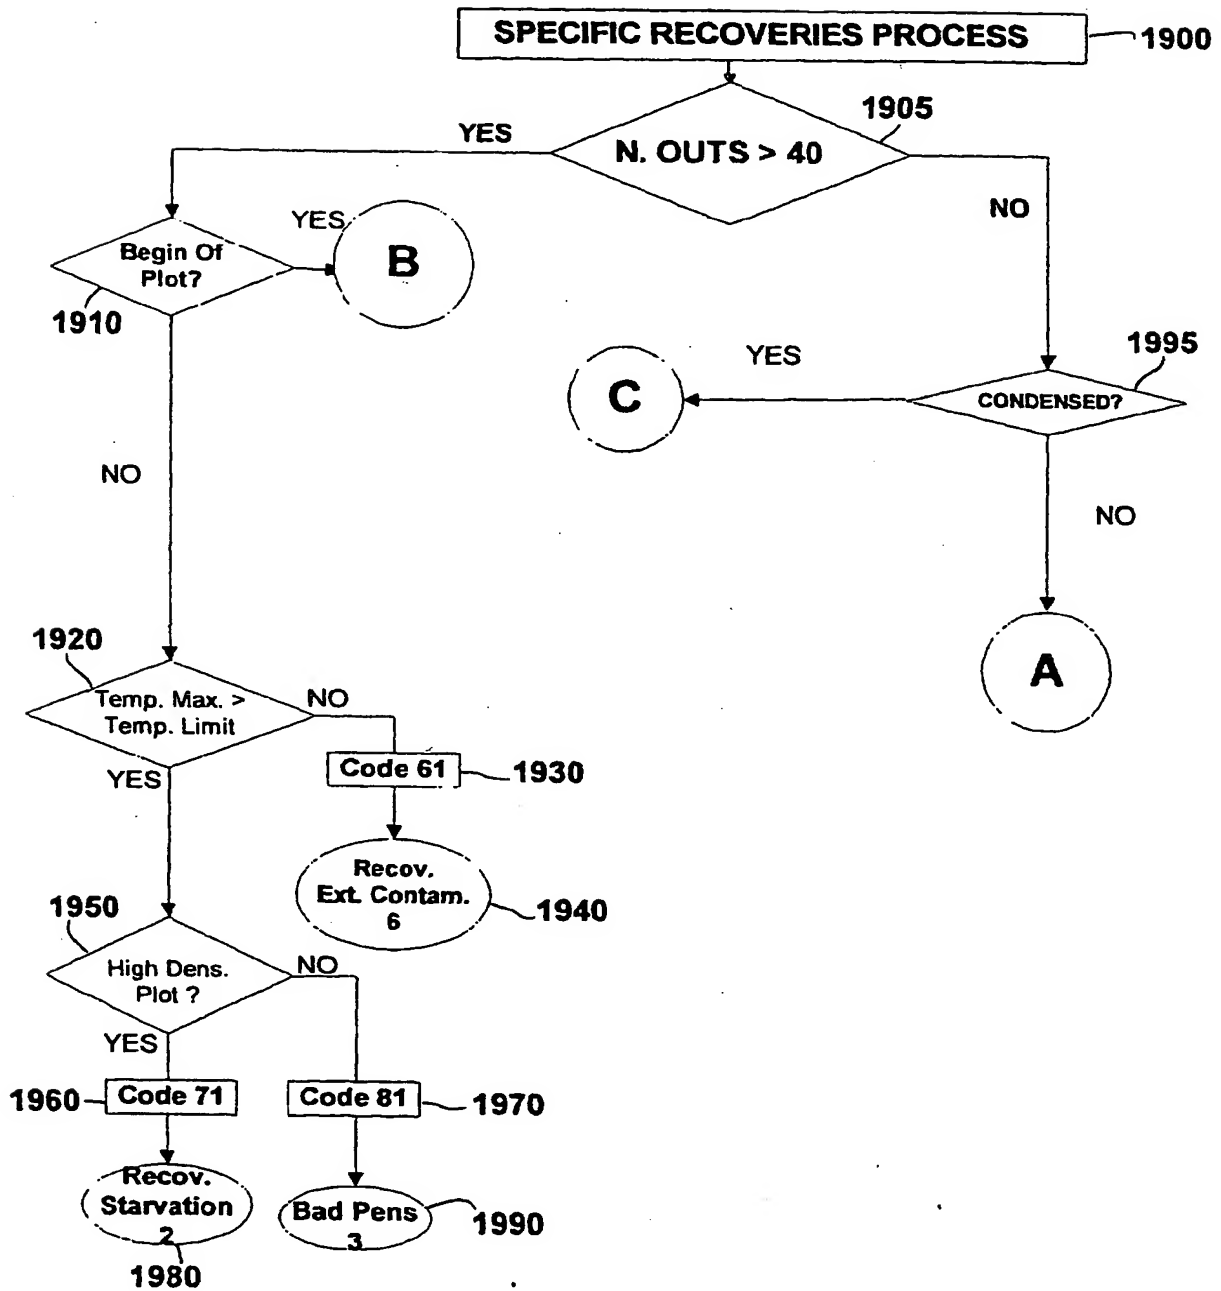 SPECIFIC RECOVERIES PROCESS
1900
1905
N. OUTS > 40
YES
NO
Begin Of
Plot?
1910
YES
B
NO
1995
CONDENSED?
YES
C
NO
A
1920
Temp. Max. >
Temp. Limit
NO
YES
Code 61
1930
Recov.
Ext. Contam.
6
1940
1950
High Dens.
Plot ?
NO
YES
1960
Code 71
Code 81
1970
Recov.
Starvation
2
1980
Bad Pens
3
1990